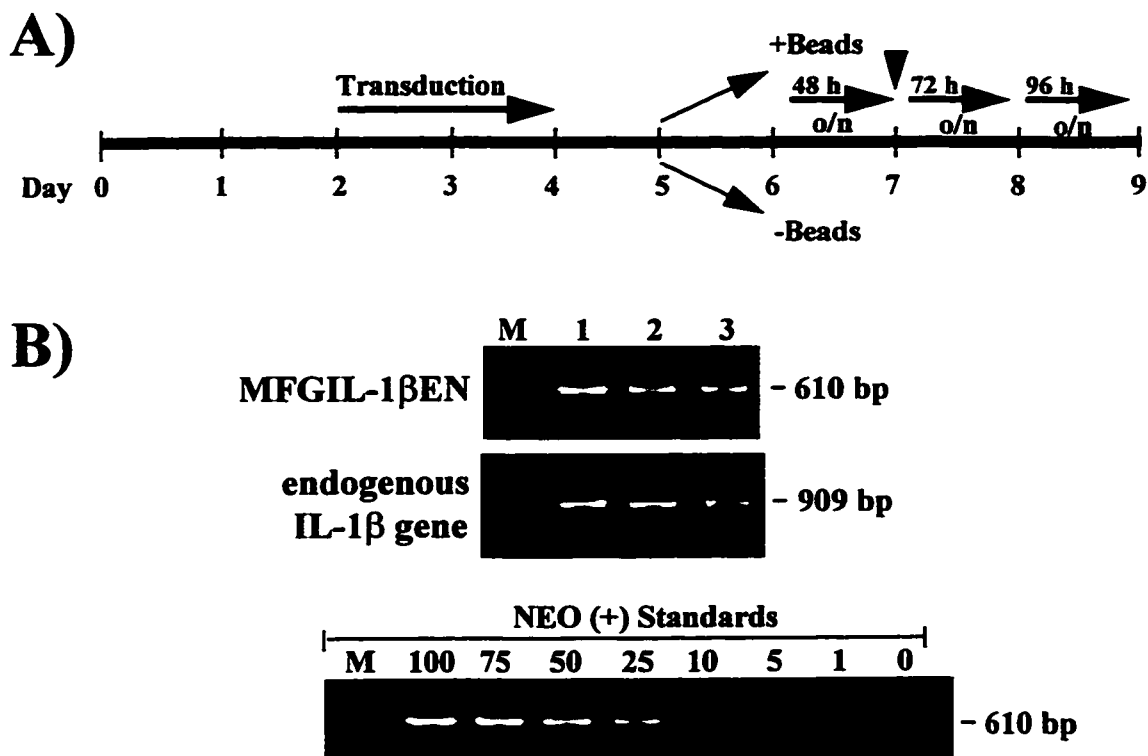 A)
+Beads
Transduction
48 h 72 h 96 h
o/n o/n o/n
Day 0 1 2 3 4 5 6 7 8 9
-Beads
B)
M 1 2 3
MFGIL-1βEN
- 610 bp
endogenous
IL-1β gene
- 909 bp
NEO (+) Standards
M 100 75 50 25 10 5 1 0
- 610 bp